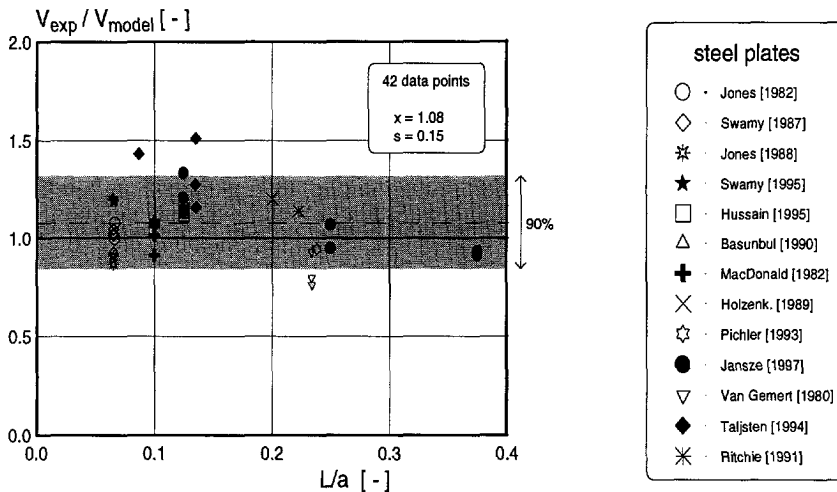 V_exp / V_model [ - ]
2.0
1.5
1.0
0.5
0.0
42 data points
x = 1.08
s = 0.15
90%
0.0 0.1 0.2 0.3 0.4
L/a [ - ]
steel plates
Jones [1982]
Swamy [1987]
Jones [1988]
Swamy [1995]
Hussain [1995]
Basunbul [1990]
MacDonald [1982]
Holzenk. [1989]
Pichler [1993]
Jansze [1997]
Van Gemert [1980]
Taljsten [1994]
Ritchie [1991]